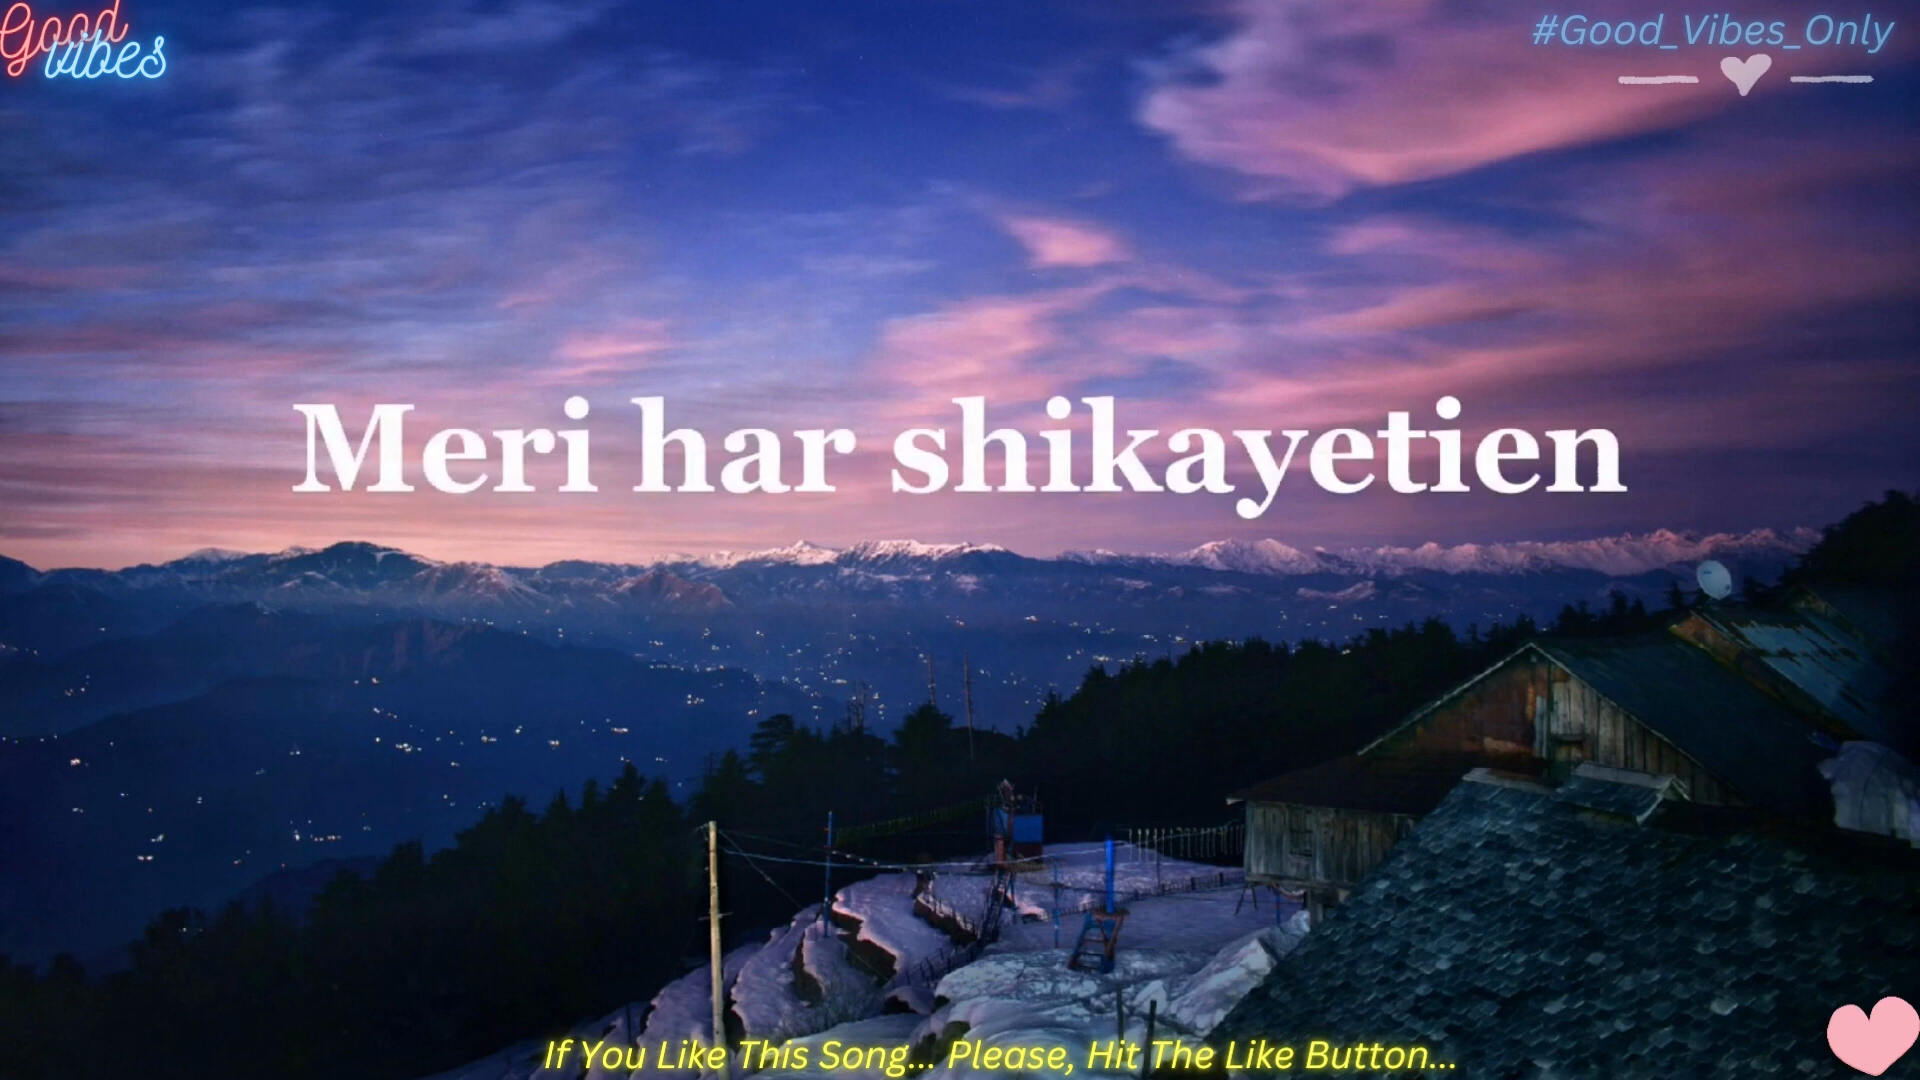 Good
vibes
#Good_Vibes_Only
Meri har shikayetien
If You Like This Song... Please, Hit The Like Button...